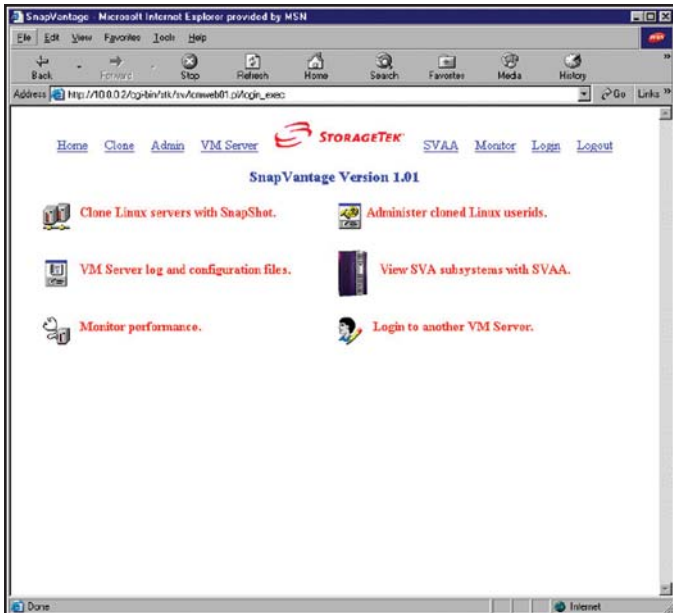 SnapVantage - Microsoft Internet Explorer provided by MSN
File Edit View Favorites Tools Help
Back Forward Stop Refresh Home Search Favorites Media History
Address Go Links
Home Clone Admin VM Server STORAGETEK SVAA Monitor Login Logout
SnapVantage Version 1.01
Clone Linux servers with SnapShot. Administer cloned Linux userids.
VM Server log and configuration files. View SVA subsystems with SVAA.
Monitor performance. Login to another VM Server.
Done Internet